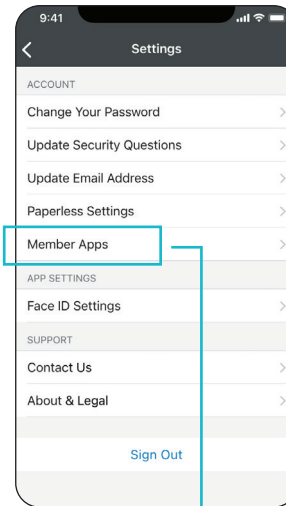 9:41
Settings
ACCOUNT
Change Your Password
Update Security Questions
Update Email Address
Paperless Settings
Member Apps
APP SETTINGS
Face ID Settings
SUPPORT
Contact Us
About & Legal
Sign Out